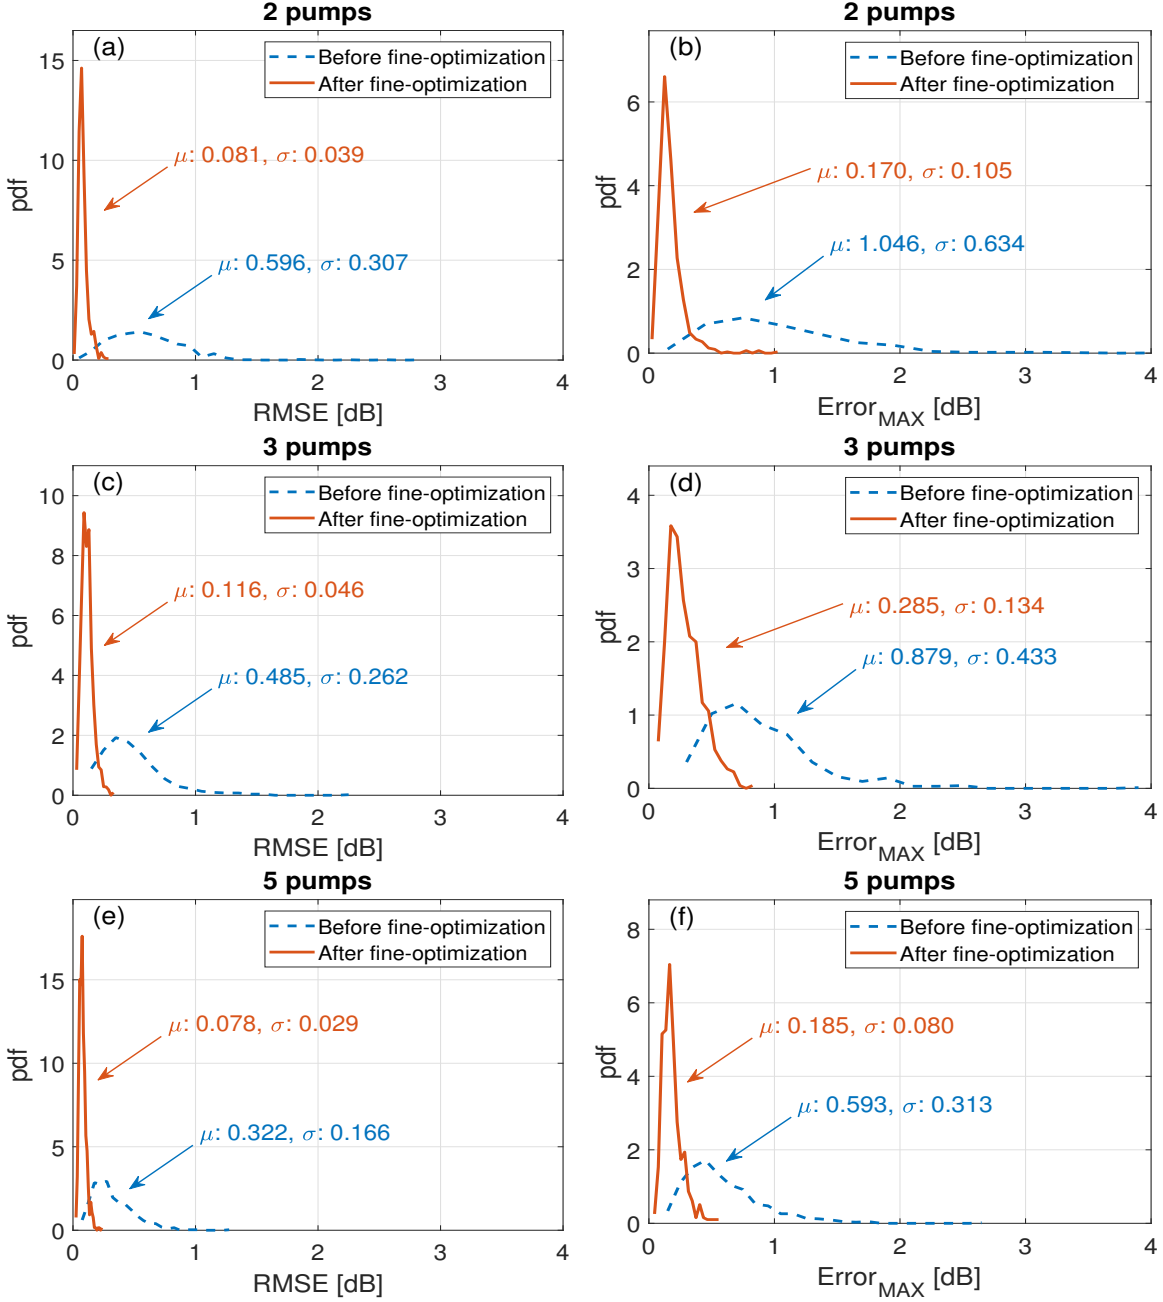 2 pumps
(a)
Before fine-optimization
After fine-optimization
μ: 0.081, σ: 0.039
μ: 0.596, σ: 0.307
pdf
0 5 10 15
0 1 2 3 4
RMSE [dB]
2 pumps
(b)
Before fine-optimization
After fine-optimization
μ: 0.170, σ: 0.105
μ: 1.046, σ: 0.634
pdf
0 2 4 6
0 1 2 3 4
Error_MAX [dB]
3 pumps
(c)
Before fine-optimization
After fine-optimization
μ: 0.116, σ: 0.046
μ: 0.485, σ: 0.262
pdf
0 2 4 6 8 10
0 1 2 3 4
RMSE [dB]
3 pumps
(d)
Before fine-optimization
After fine-optimization
μ: 0.285, σ: 0.134
μ: 0.879, σ: 0.433
pdf
0 1 2 3 4
0 1 2 3 4
Error_MAX [dB]
5 pumps
(e)
Before fine-optimization
After fine-optimization
μ: 0.078, σ: 0.029
μ: 0.322, σ: 0.166
pdf
0 5 10 15
0 1 2 3 4
RMSE [dB]
5 pumps
(f)
Before fine-optimization
After fine-optimization
μ: 0.185, σ: 0.080
μ: 0.593, σ: 0.313
pdf
0 2 4 6 8
0 1 2 3 4
Error_MAX [dB]